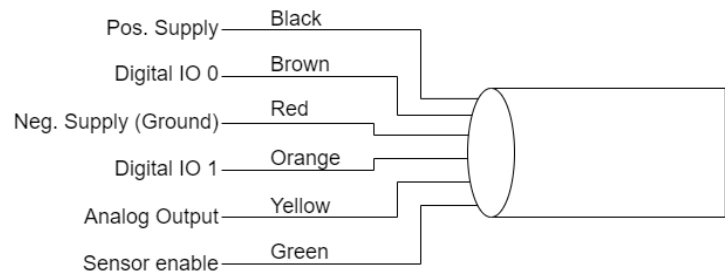 Pos. Supply Black
Digital IO 0 Brown
Neg. Supply (Ground) Red
Digital IO 1 Orange
Analog Output Yellow
Sensor enable Green